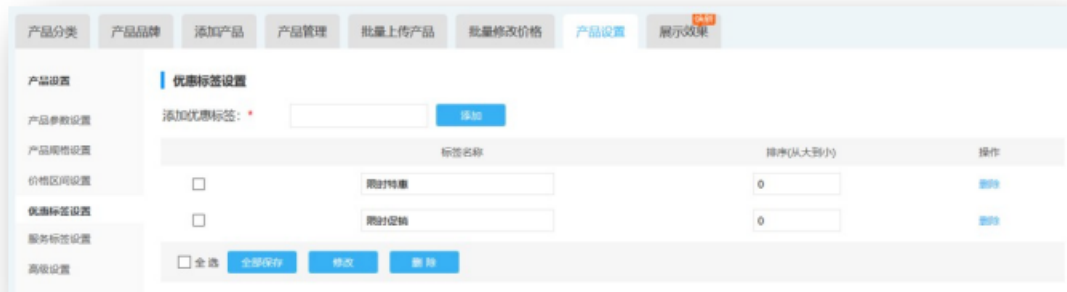 产品分类 产品品牌 添加产品 产品管理 批量上传产品 批量修改价格 产品设置 展示效果
产品设置
产品参数设置
产品规格设置
价格区间设置
优惠标签设置
服务标签设置
高级设置
优惠标签设置
添加优惠标签：* 添加
标签名称 排序(从大到小) 操作
限时特惠 0 删除
限时促销 0 删除
全选 全部保存 修改 删除